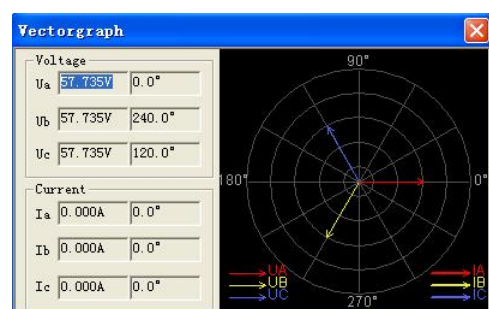 Vectorgraph
Voltage
Ua 57.735V 0.0°
Ub 57.735V 240.0°
Uc 57.735V 120.0°
Current
Ia 0.000A 0.0°
Ib 0.000A 0.0°
Ic 0.000A 0.0°
90°
180°
0°
270°
UA
UB
UC
IA
IB
IC